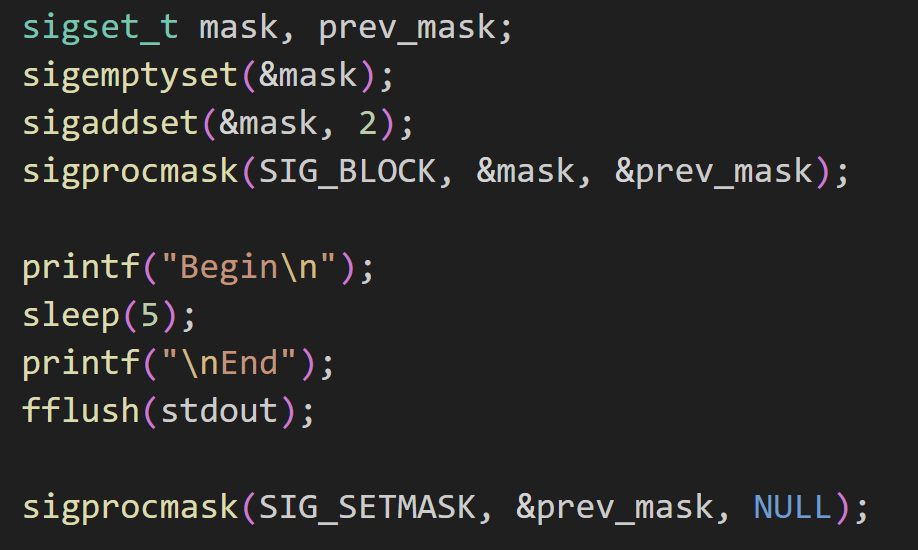 sigset_t mask, prev_mask;
sigemptyset(&mask);
sigaddset(&mask, 2);
sigprocmask(SIG_BLOCK, &mask, &prev_mask);
printf("Begin\n");
sleep(5);
printf("\nEnd");
fflush(stdout);
sigprocmask(SIG_SETMASK, &prev_mask, NULL);